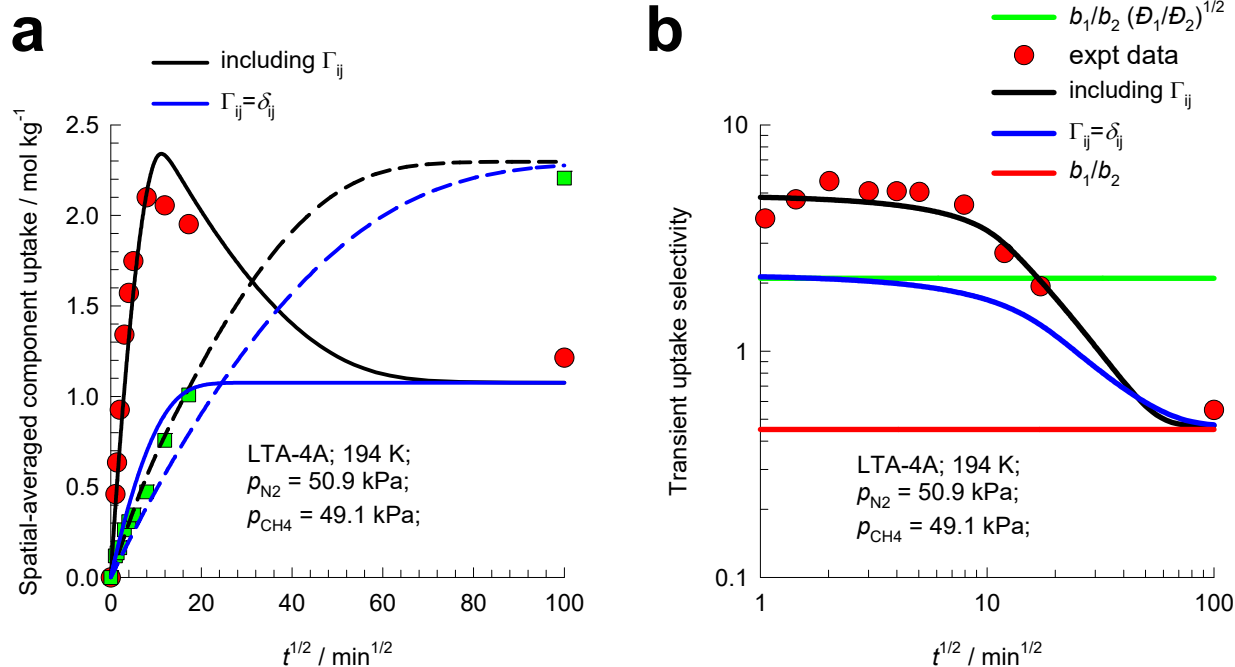 a
including Γij
Γij=δij
Spatial-averaged component uptake / mol kg-1
2.5
2.0
1.5
1.0
0.5
0.0
LTA-4A; 194 K;
pN2 = 50.9 kPa;
pCH4 = 49.1 kPa;
0 20 40 60 80 100
t1/2 / min1/2
b
b1/b2 (Đ1/Đ2)1/2
expt data
including Γij
Γij=δij
b1/b2
Transient uptake selectivity
10
1
0.1
LTA-4A; 194 K;
pN2 = 50.9 kPa;
pCH4 = 49.1 kPa;
1 10 100
t1/2 / min1/2